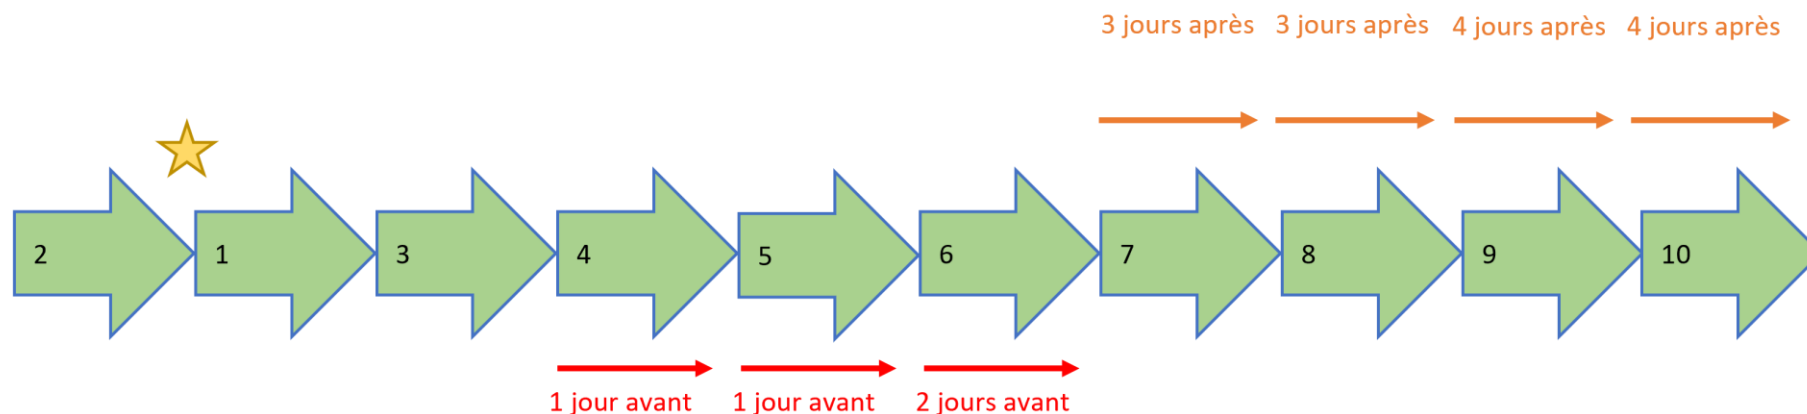 3 jours après 3 jours après 4 jours après 4 jours après
2 1 3 4 5 6 7 8 9 10
1 jour avant 1 jour avant 2 jours avant